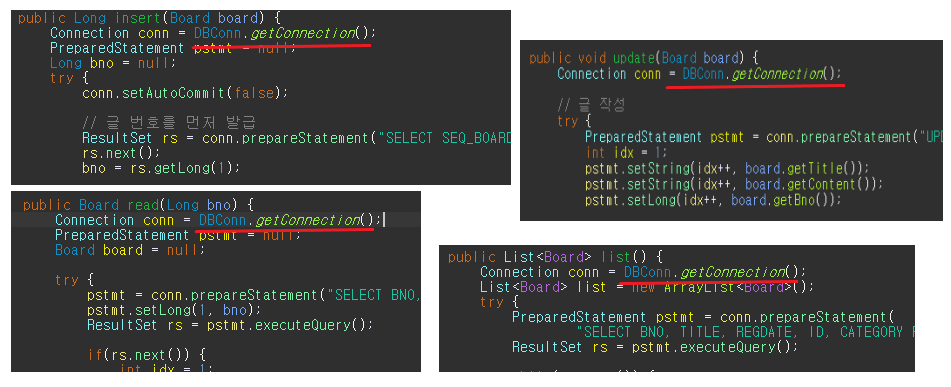 public Long insert(Board board) {
Connection conn = DBConn.getConnection();
PreparedStatement pstmt = null;
Long bno = null;
try {
conn.setAutoCommit(false);
// 글 번호를 먼저 발급
ResultSet rs = conn.prepareStatement("SELECT SEQ_BOARD
rs.next();
bno = rs.getLong(1);
public void update(Board board) {
Connection conn = DBConn.getConnection();
// 글 작성
try {
PreparedStatement pstmt = conn.prepareStatement("UPD
int idx = 1;
pstmt.setString(idx++, board.getTitle());
pstmt.setString(idx++, board.getContent());
pstmt.setLong(idx++, board.getBno());
public Board read(Long bno) {
Connection conn = DBConn.getConnection();
PreparedStatement pstmt = null;
Board board = null;
try {
pstmt = conn.prepareStatement("SELECT BNO,
pstmt.setLong(1, bno);
ResultSet rs = pstmt.executeQuery();
if(rs.next()) {
int idx = 1;
public List<Board> list() {
Connection conn = DBConn.getConnection();
List<Board> list = new ArrayList<Board>();
try {
PreparedStatement pstmt = conn.prepareStatement(
"SELECT BNO, TITLE, REGDATE, ID, CATEGORY
ResultSet rs = pstmt.executeQuery();